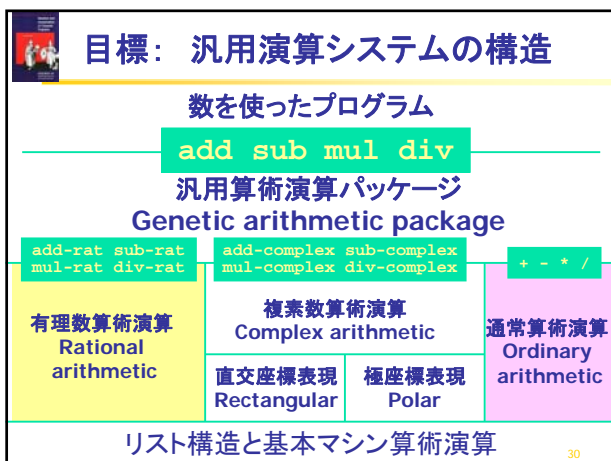 目標： 汎用演算システムの構造
数を使ったプログラム
add sub mul div
汎用算術演算パッケージ
Genetic arithmetic package
add-rat sub-rat
mul-rat div-rat
add-complex sub-complex
mul-complex div-complex
+ - * /
有理数算術演算
Rational
arithmetic
複素数算術演算
Complex arithmetic
直交座標表現
Rectangular
極座標表現
Polar
通常算術演算
Ordinary
arithmetic
リスト構造と基本マシン算術演算
30